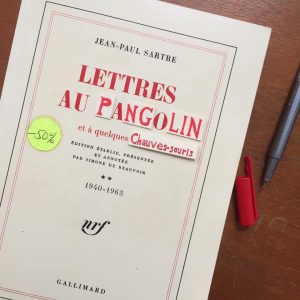 JEAN-PAUL SARTRE
LETTRES
AU PANGOLIN
et à quelques Chauves-souris
-50%
ÉDITION ÉTABLIE, PRÉSENTÉE
ET ANNOTÉE
PAR SIMONE DE BEAUVOIR
**
1940-1963
nrf
GALLIMARD